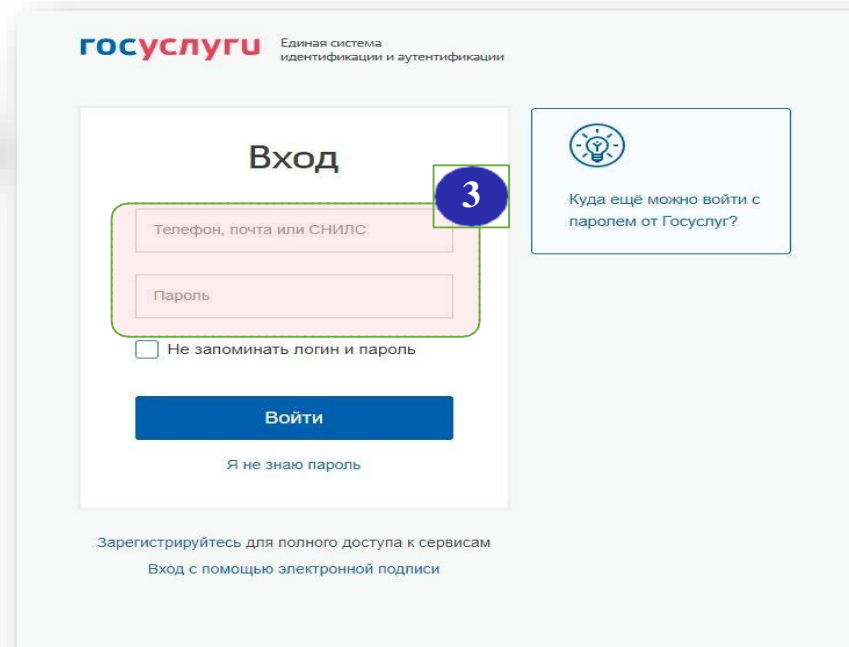 госуслуги
Единая система
идентификации и аутентификации
Вход
3
Телефон, почта или СНИЛС
Пароль
Не запоминать логин и пароль
Войти
Я не знаю пароль
Куда ещё можно войти с
паролем от Госуслуг?
Зарегистрируйтесь для полного доступа к сервисам
Вход с помощью электронной подписи